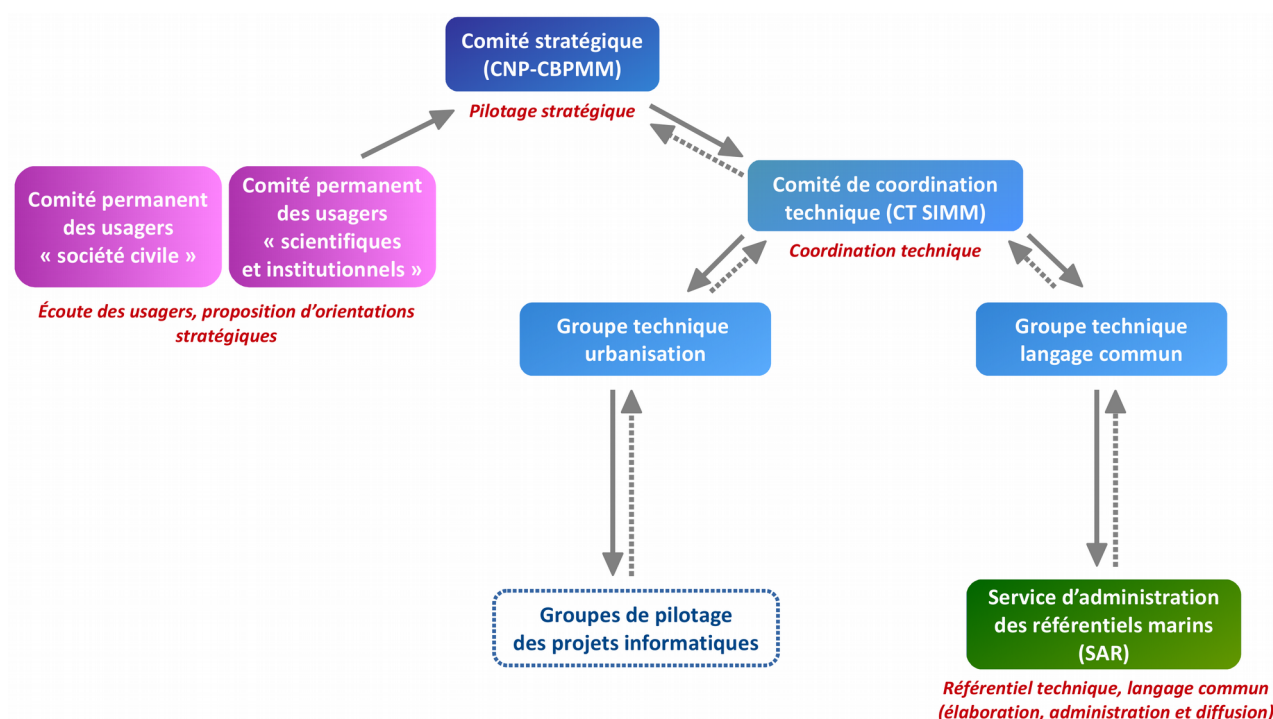 Comité stratégique
(CNP-CBPMM)
Pilotage stratégique
Comité permanent
des usagers
« société civile »
Comité permanent
des usagers
« scientifiques
et institutionnels »
Écoute des usagers, proposition d’orientations
stratégiques
Comité de coordination
technique (CT SIMM)
Coordination technique
Groupe technique
urbanisation
Groupe technique
langage commun
Groupes de pilotage
des projets informatiques
Service d’administration
des référentiels marins
(SAR)
Référentiel technique, langage commun
(élaboration, administration et diffusion)